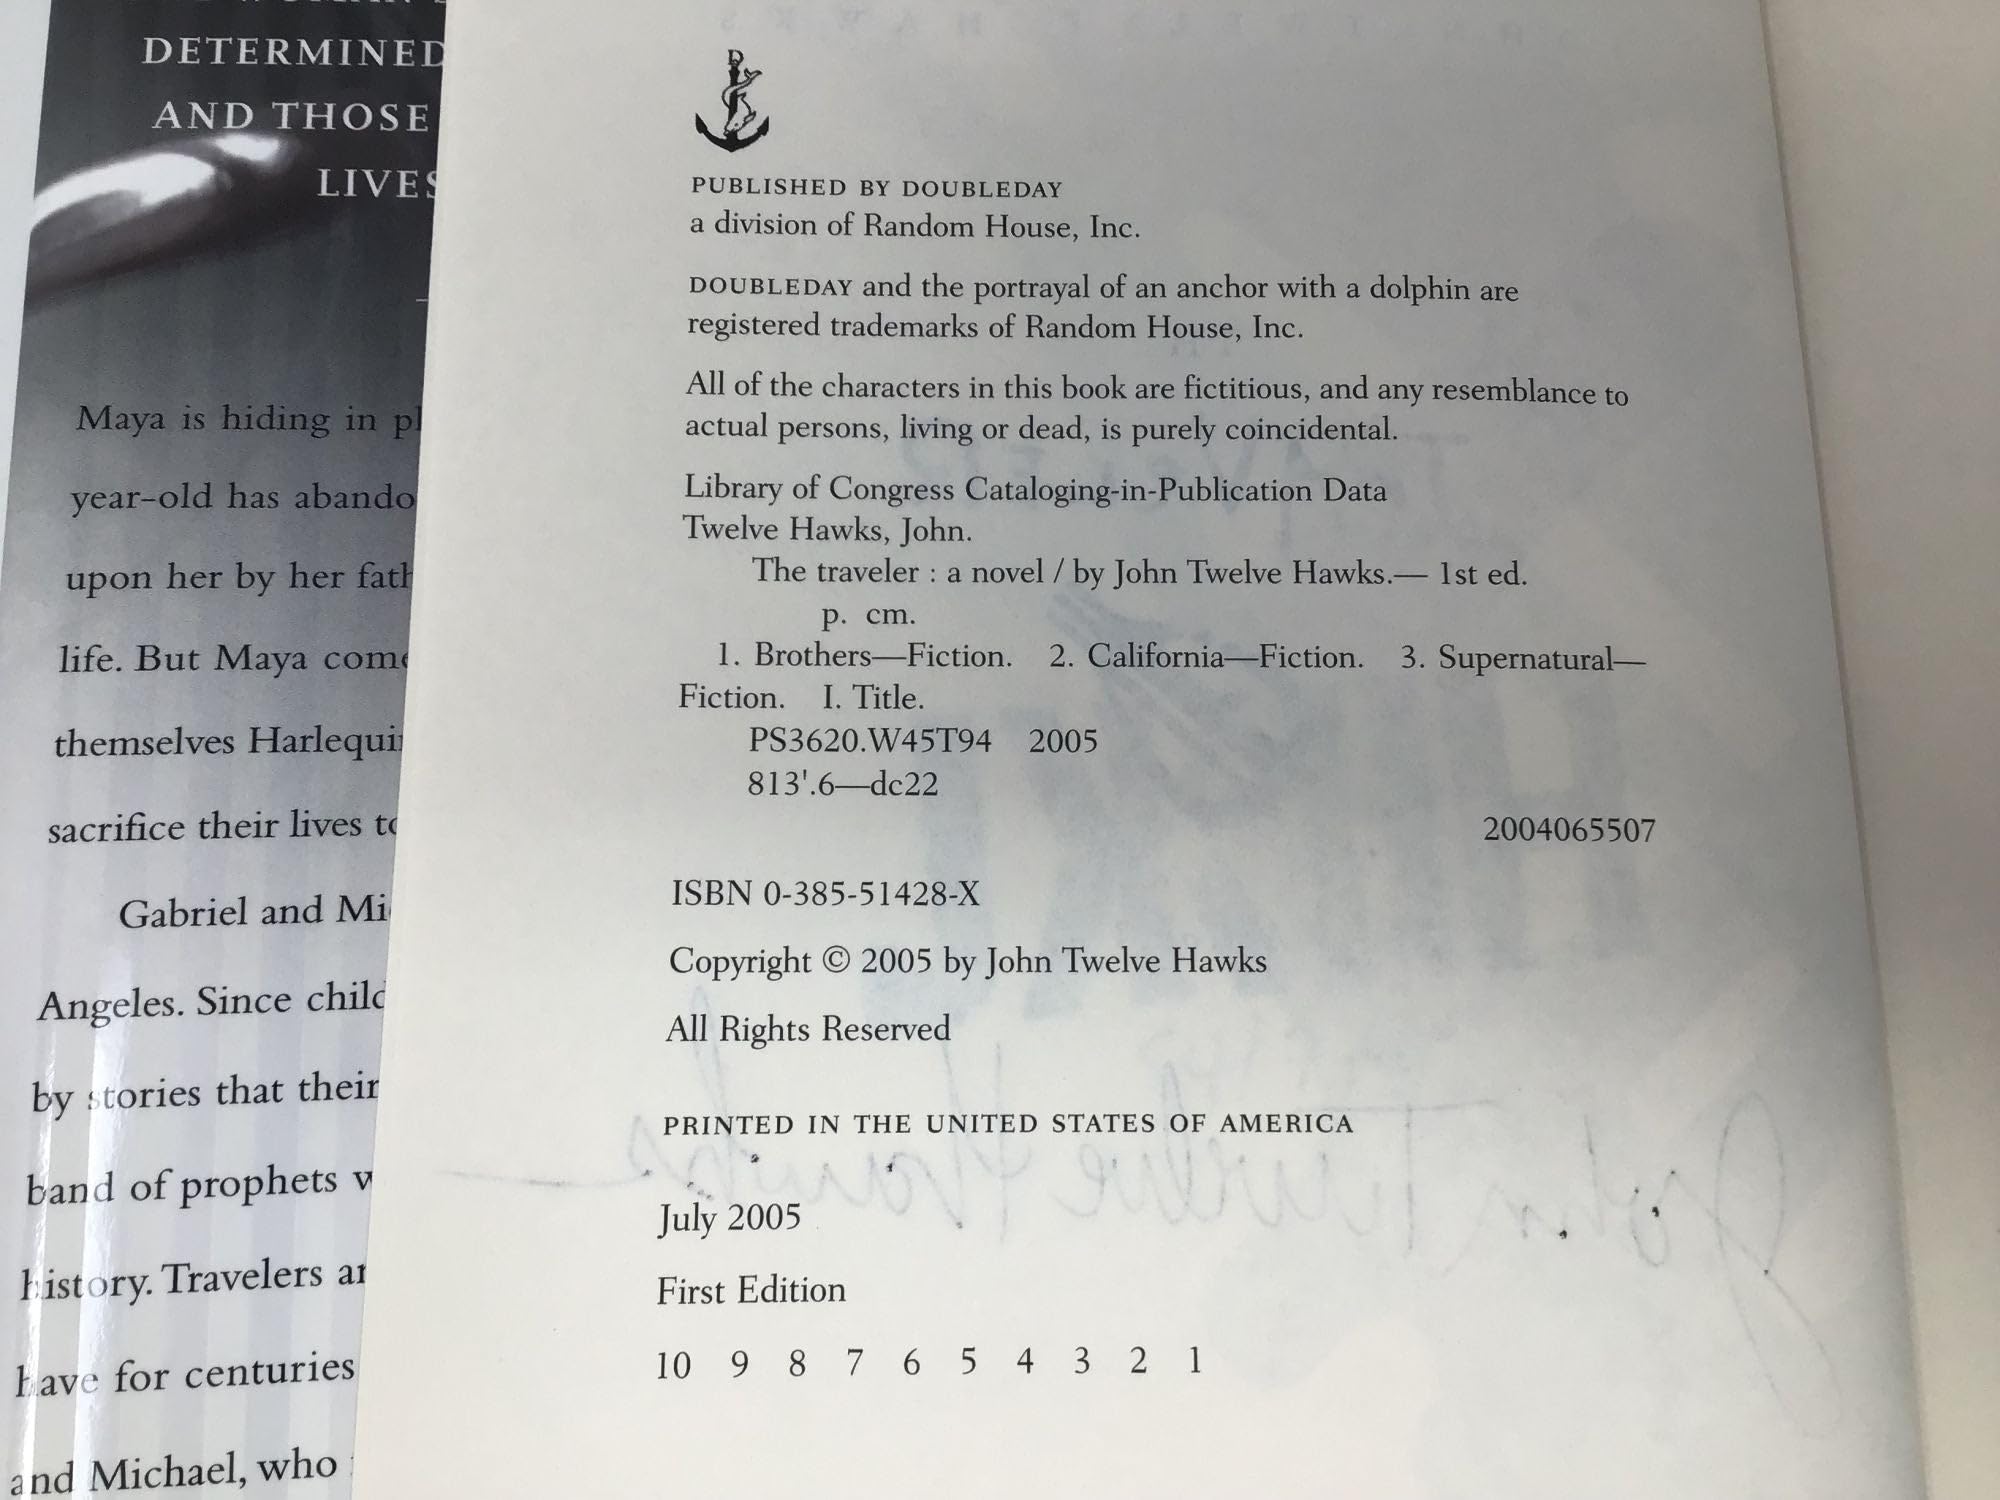 DETERMINED
AND THOSE
LIVES
Maya is hiding in pl
year-old has abando
upon her by her fath
life. But Maya come
themselves Harlequi
sacrifice their lives to
Gabriel and Mi
Angeles. Since child
by stories that their
band of prophets w
history. Travelers ar
have for centuries
and Michael, who
D
PUBLISHED BY DOUBLEDAY
a division of Random House, Inc.
DOUBLEDAY and the portrayal of an anchor with a dolphin are
registered trademarks of Random House, Inc.
All of the characters in this book are fictitious, and any resemblance to
actual persons, living or dead, is purely coincidental.
Library of Congress Cataloging-in-Publication Data
Twelve Hawks, John.
The traveler : a novel / by John Twelve Hawks.— 1st ed.
p. cm.
1. Brothers—Fiction. 2. California—Fiction. 3. Supernatural—
Fiction. I. Title.
PS3620.W45T94 2005
813'.6—dc22
2004065507
ISBN 0-385-51428-X
Copyright © 2005 by John Twelve Hawks
All Rights Reserved
PRINTED IN THE UNITED STATES OF AMERICA
July 2005
First Edition
10 9 8 7 6 5 4 3 2 1
John Twelve Hawks